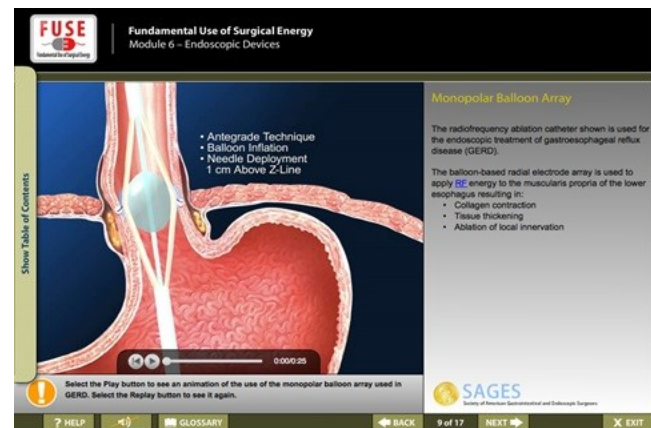 FUSE
Fundamental Use of Surgical Energy
Fundamental Use of Surgical Energy
Module 6 – Endoscopic Devices
Show Table of Contents
• Antegrade Technique
• Balloon Inflation
• Needle Deployment
1 cm Above Z-Line
0:00/0:25
Select the Play button to see an animation of the use of the monopolar balloon array used in
GERD. Select the Replay button to see it again.
Monopolar Balloon Array
The radiofrequency ablation catheter shown is used for
the endoscopic treatment of gastroesophageal reflux
disease (GERD).
The balloon-based radial electrode array is used to
apply RF energy to the muscularis propria of the lower
esophagus resulting in:
• Collagen contraction
• Tissue thickening
• Ablation of local innervation
SAGES
Society of American Gastrointestinal and Endoscopic Surgeons
? HELP
GLOSSARY
BACK
9 of 17
NEXT
X EXIT